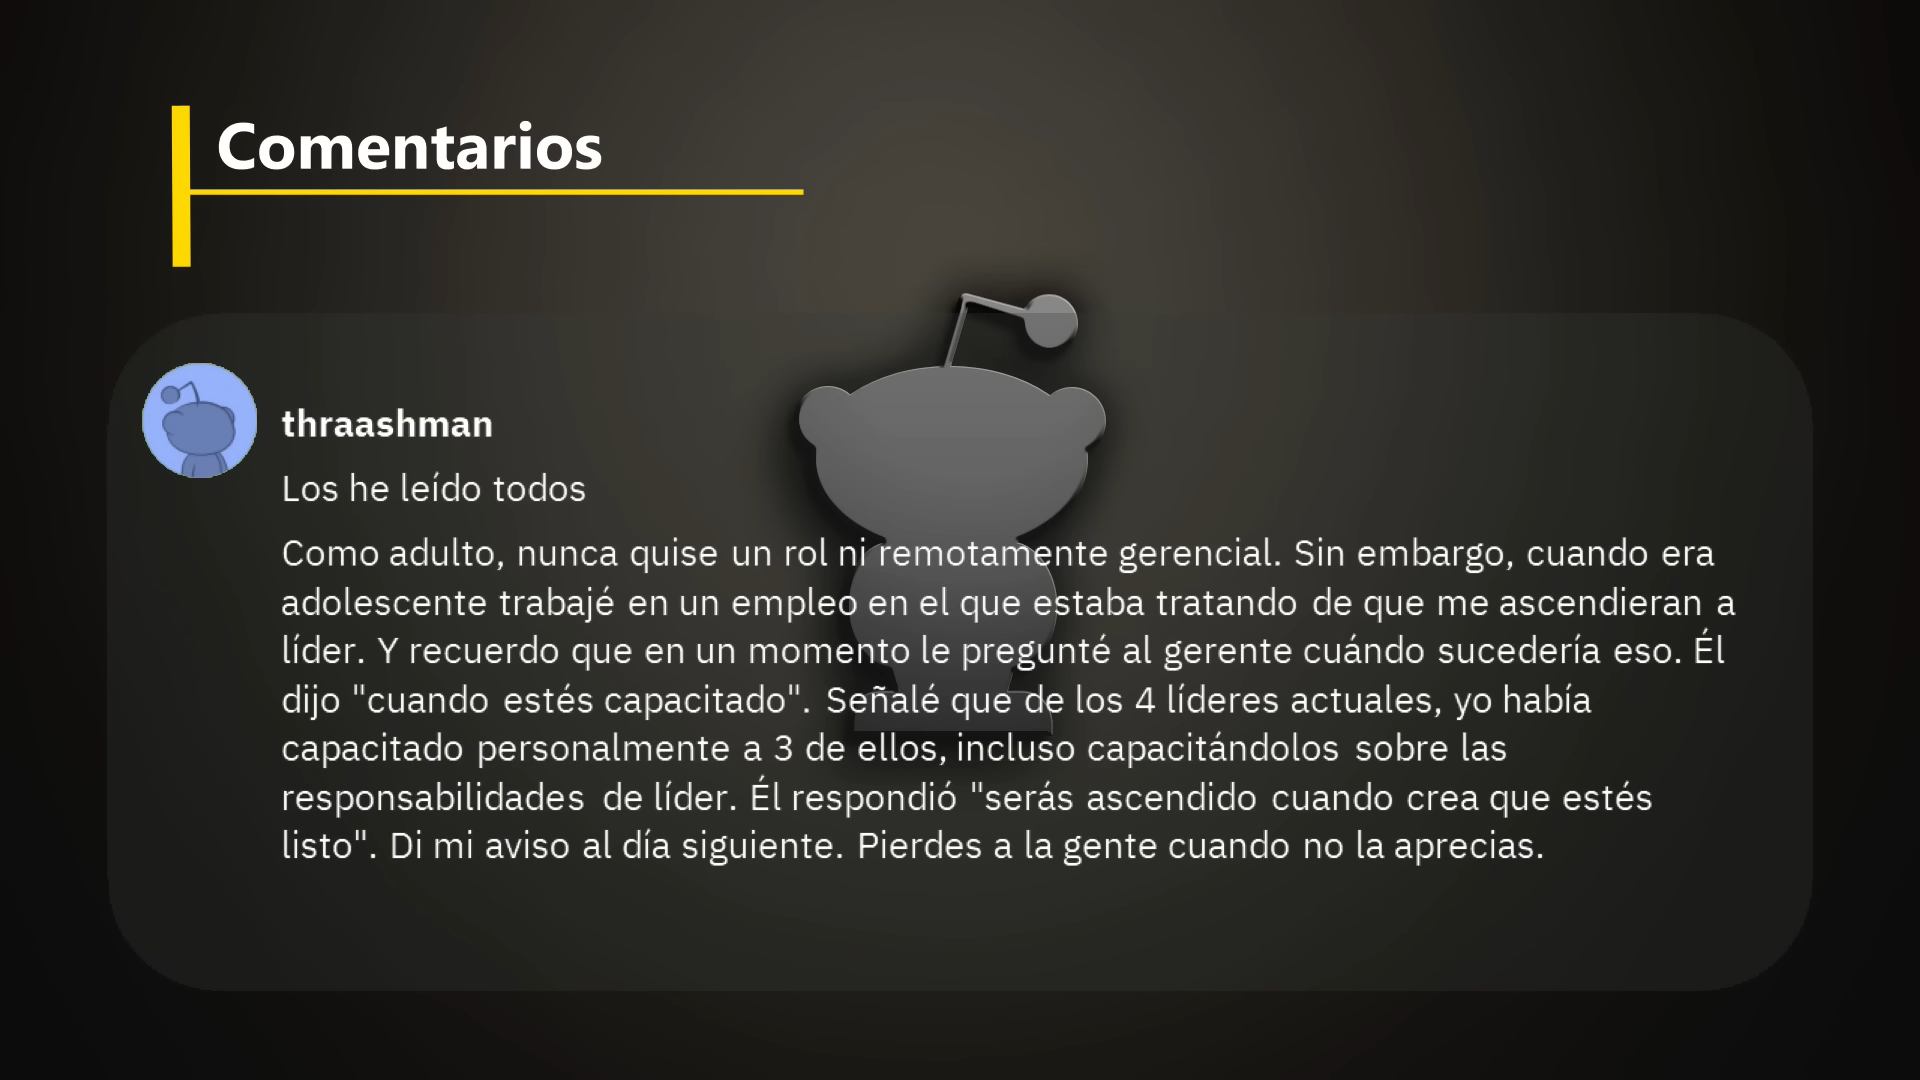 Comentarios
thraashman
Los he leído todos
Como adulto, nunca quise un rol ni remotamente gerencial. Sin embargo, cuando era
adolescente trabajé en un empleo en el que estaba tratando de que me ascendieran a
líder. Y recuerdo que en un momento le pregunté al gerente cuándo sucedería eso. Él
dijo "cuando estés capacitado". Señalé que de los 4 líderes actuales, yo había
capacitado personalmente a 3 de ellos, incluso capacitándolos sobre las
responsabilidades de líder. Él respondió "serás ascendido cuando crea que estés
listo". Di mi aviso al día siguiente. Pierdes a la gente cuando no la aprecias.